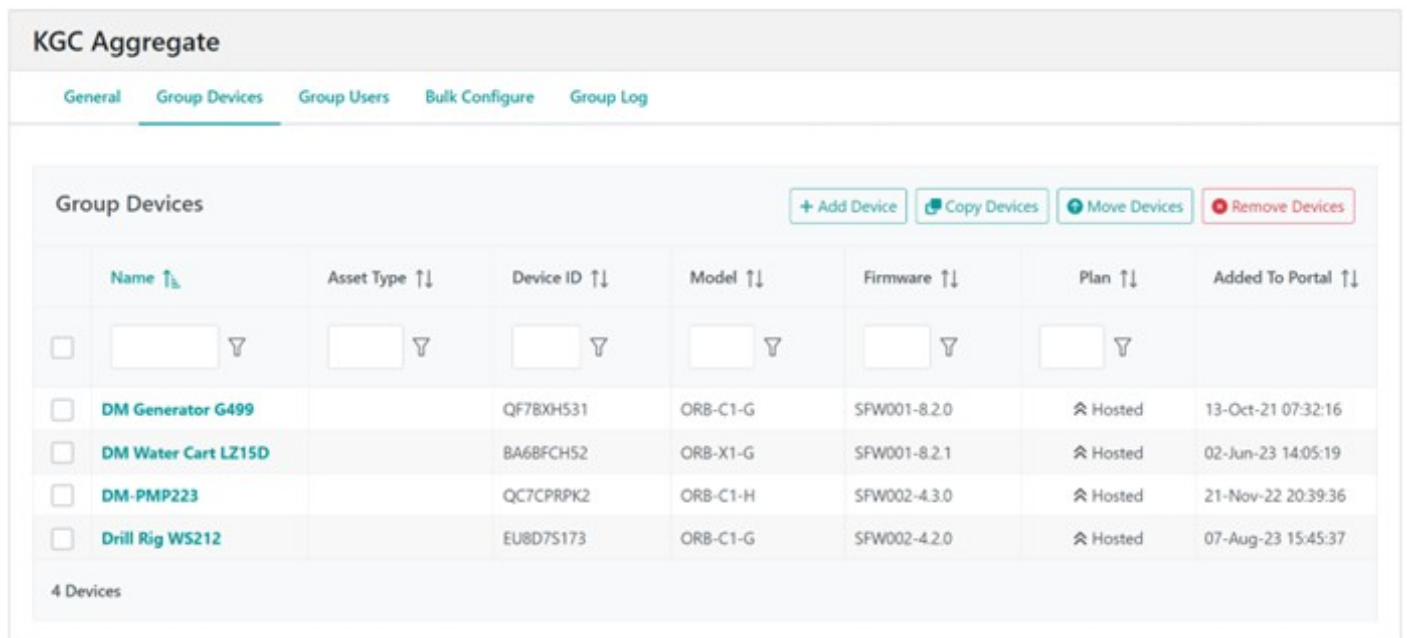 KGC Aggregate
General Group Devices Group Users Bulk Configure Group Log
Group Devices + Add Device Copy Devices Move Devices Remove Devices
Name Asset Type Device ID Model Firmware Plan Added To Portal
DM Generator G499 QF7BXH531 ORB-C1-G SFW001-8.2.0 Hosted 13-Oct-21 07:32:16
DM Water Cart LZ15D BA6BFCH52 ORB-X1-G SFW001-8.2.1 Hosted 02-Jun-23 14:05:19
DM-PMP223 QC7CPRPK2 ORB-C1-H SFW002-4.3.0 Hosted 21-Nov-22 20:39:36
Drill Rig WS212 EU8D7S173 ORB-C1-G SFW002-4.2.0 Hosted 07-Aug-23 15:45:37
4 Devices